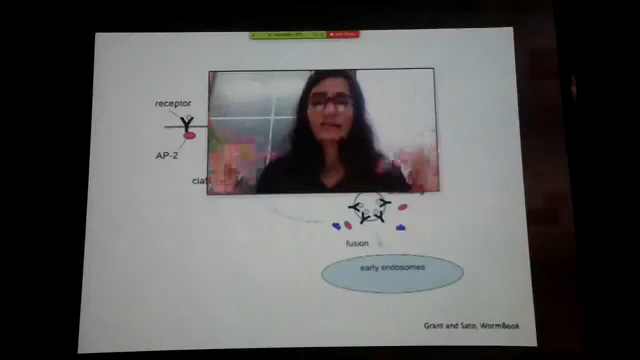 receptor
AP-2
fusion
early endosomes
Grant and Sato, WormBook